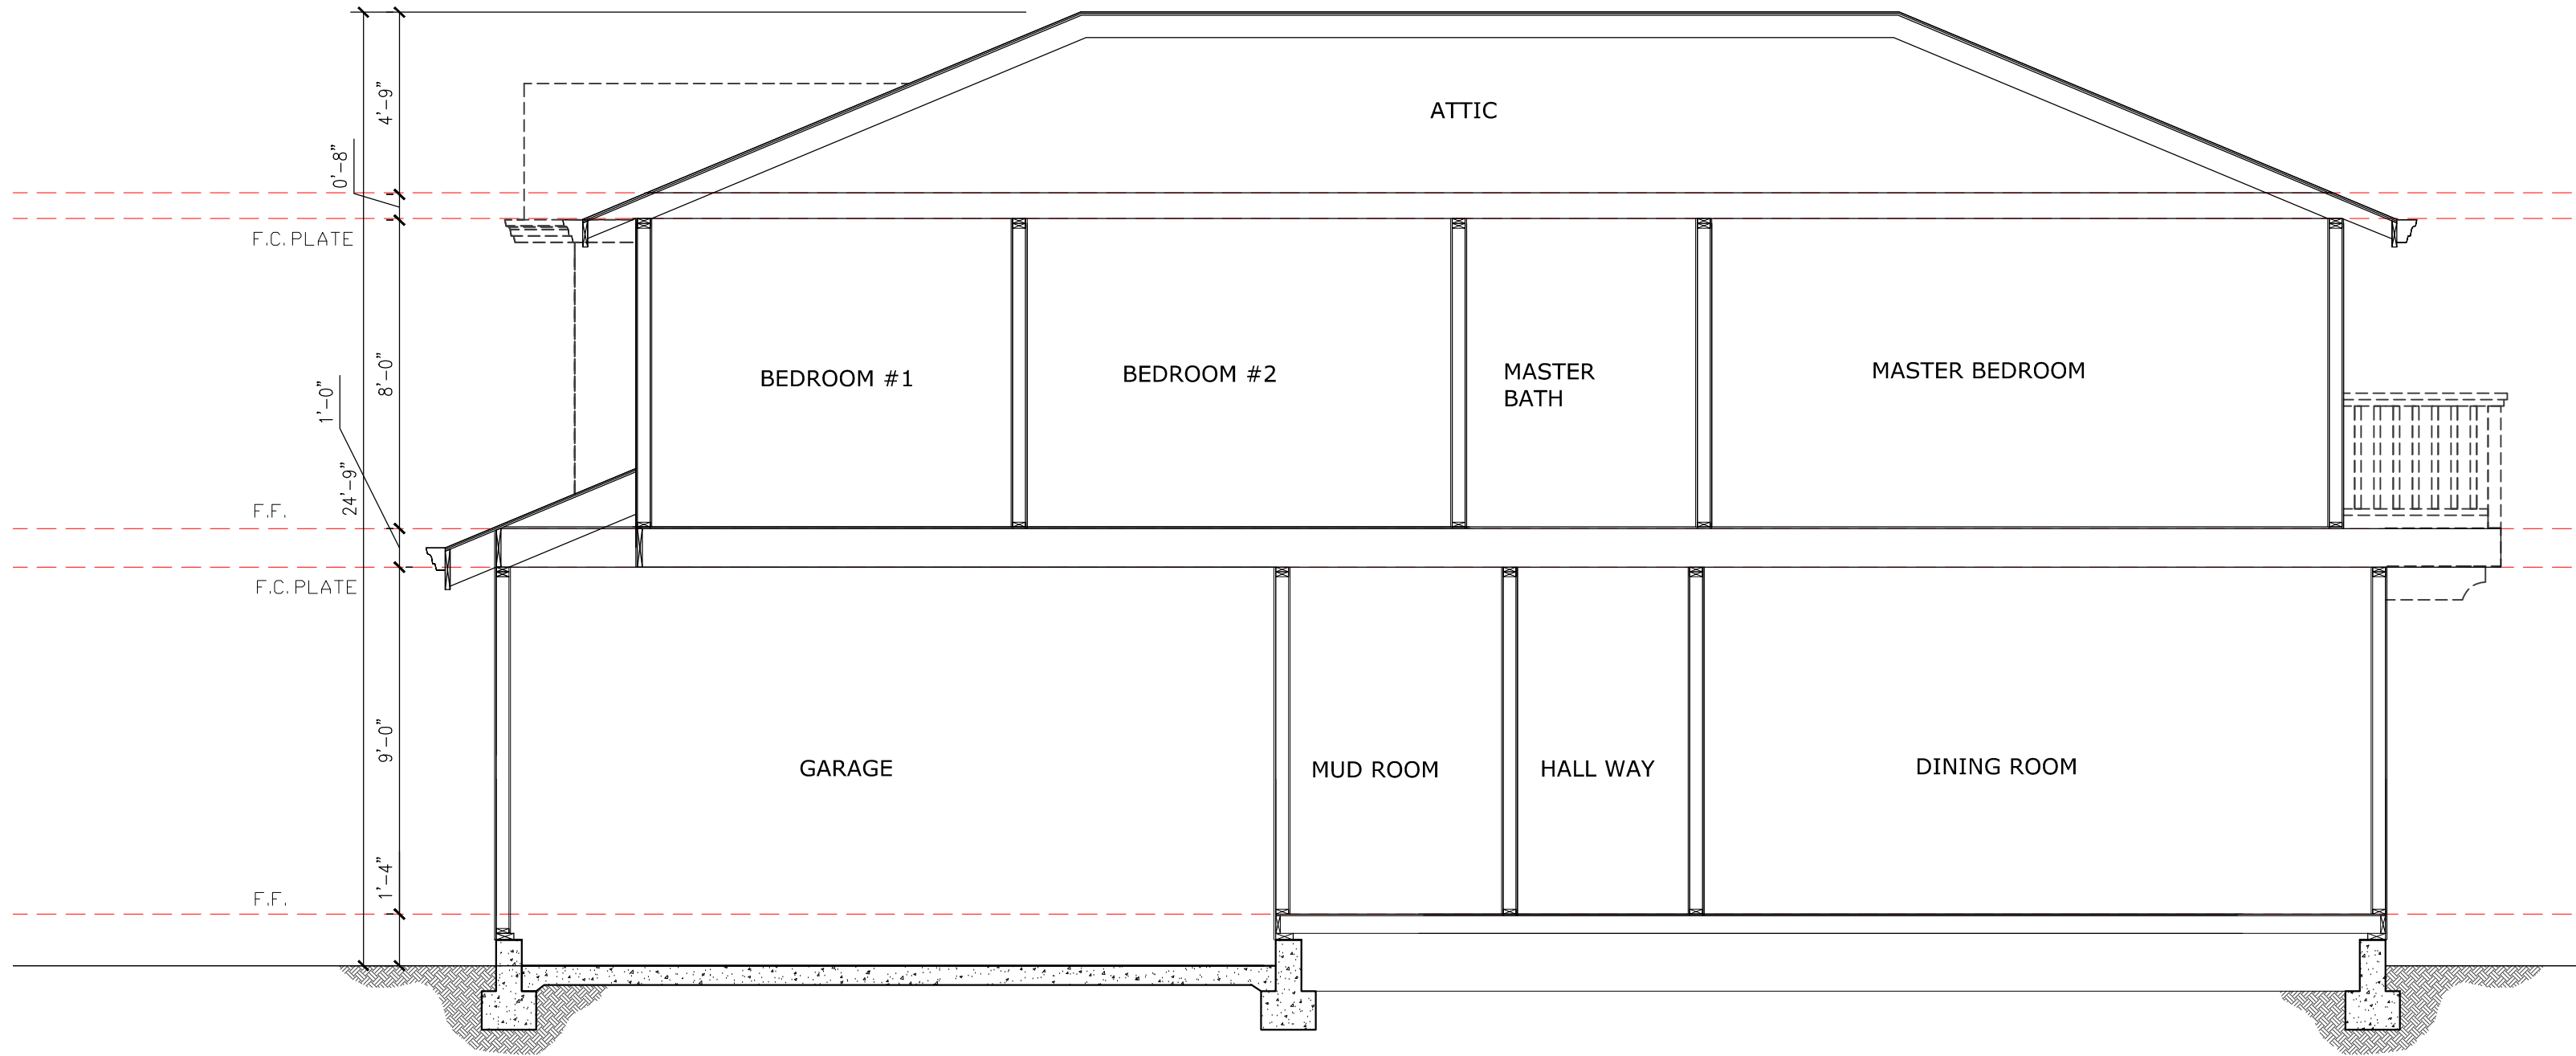 4'-9"
ATTIC
0'-8"
F.C. PLATE
8'-0"
BEDROOM #1
BEDROOM #2
MASTER
BATH
MASTER BEDROOM
1'-0"
24'-9"
F.F.
F.C. PLATE
9'-0"
GARAGE
MUD ROOM
HALL WAY
DINING ROOM
1'-4"
F.F.